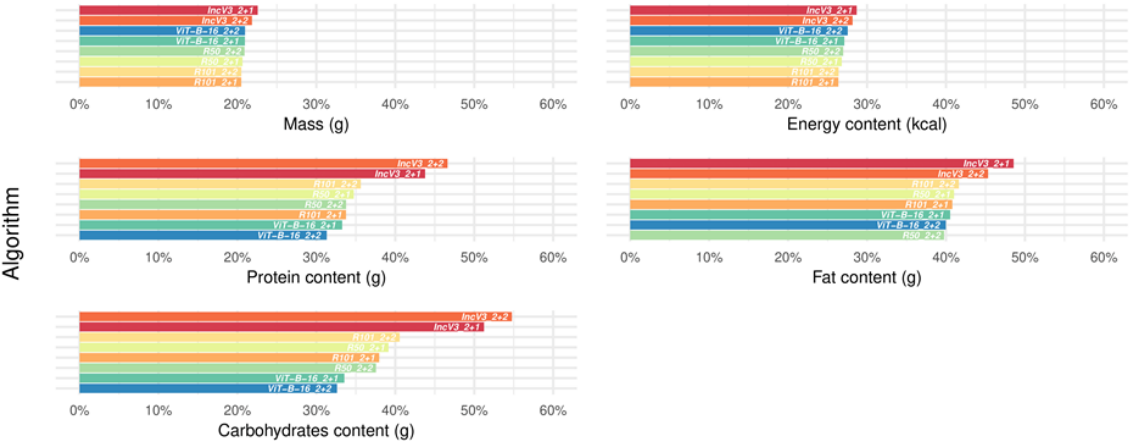 IncV3_2+1
IncV3_2+2
ViT-B-16_2+2
ViT-B-16_2+1
R50_2+2
R50_2+1
R101_2+2
R101_2+1
0% 10% 20% 30% 40% 50% 60%
Mass (g)
IncV3_2+1
IncV3_2+2
ViT-B-16_2+2
ViT-B-16_2+1
R50_2+2
R50_2+1
R101_2+2
R101_2+1
0% 10% 20% 30% 40% 50% 60%
Energy content (kcal)
Algorithm
IncV3_2+2
IncV3_2+1
R101_2+2
R50_2+1
R50_2+2
R101_2+1
ViT-B-16_2+1
ViT-B-16_2+2
0% 10% 20% 30% 40% 50% 60%
Protein content (g)
IncV3_2+1
IncV3_2+2
R101_2+2
R50_2+1
R101_2+1
ViT-B-16_2+1
ViT-B-16_2+2
R50_2+2
0% 10% 20% 30% 40% 50% 60%
Fat content (g)
IncV3_2+2
IncV3_2+1
R101_2+2
R50_2+1
R101_2+1
R50_2+2
ViT-B-16_2+1
ViT-B-16_2+2
0% 10% 20% 30% 40% 50% 60%
Carbohydrates content (g)